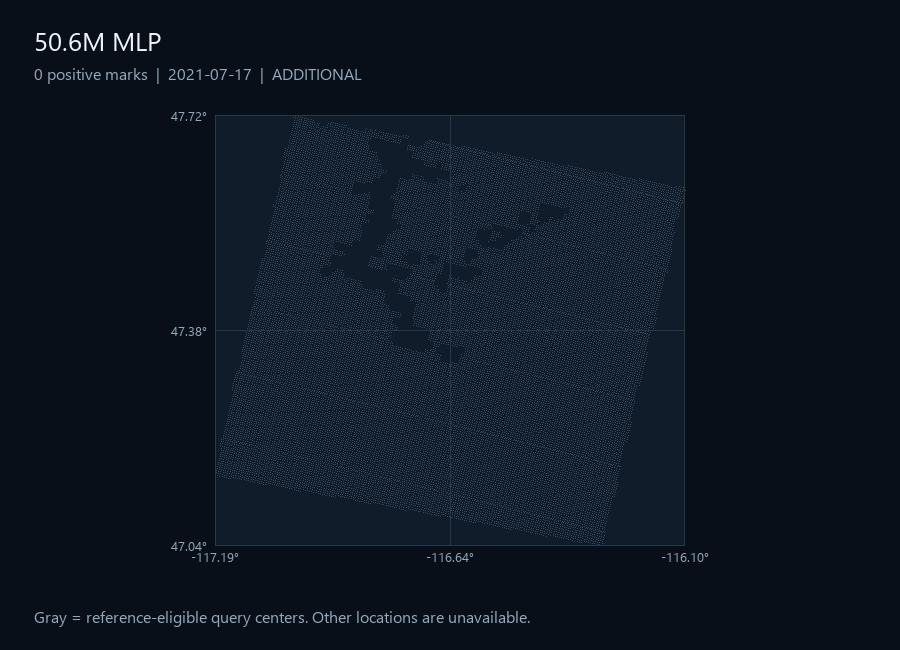 50.6M MLP
0 positive marks | 2021-07-17 | ADDITIONAL
47.72°
47.38°
47.04°
-117.19° -116.64° -116.10°
Gray = reference-eligible query centers. Other locations are unavailable.